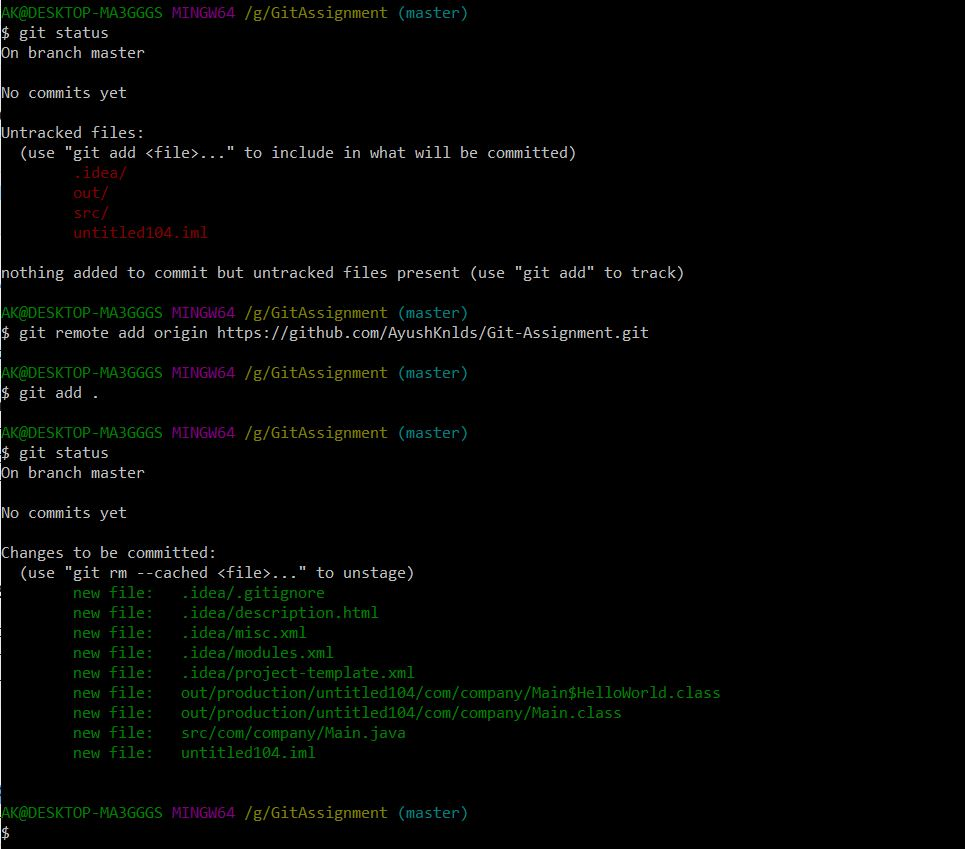 AK@DESKTOP-MA3GGGS MINGW64 /g/GitAssignment (master)
$ git status
On branch master
No commits yet
Untracked files:
(use "git add <file>..." to include in what will be committed)
.idea/
out/
src/
untitled104.iml
nothing added to commit but untracked files present (use "git add" to track)
AK@DESKTOP-MA3GGGS MINGW64 /g/GitAssignment (master)
$ git remote add origin https://github.com/AyushKnlds/Git-Assignment.git
AK@DESKTOP-MA3GGGS MINGW64 /g/GitAssignment (master)
$ git add .
AK@DESKTOP-MA3GGGS MINGW64 /g/GitAssignment (master)
$ git status
On branch master
No commits yet
Changes to be committed:
(use "git rm --cached <file>..." to unstage)
new file:   .idea/.gitignore
new file:   .idea/description.html
new file:   .idea/misc.xml
new file:   .idea/modules.xml
new file:   .idea/project-template.xml
new file:   out/production/untitled104/com/company/Main$HelloWorld.class
new file:   out/production/untitled104/com/company/Main.class
new file:   src/com/company/Main.java
new file:   untitled104.iml
AK@DESKTOP-MA3GGGS MINGW64 /g/GitAssignment (master)
$